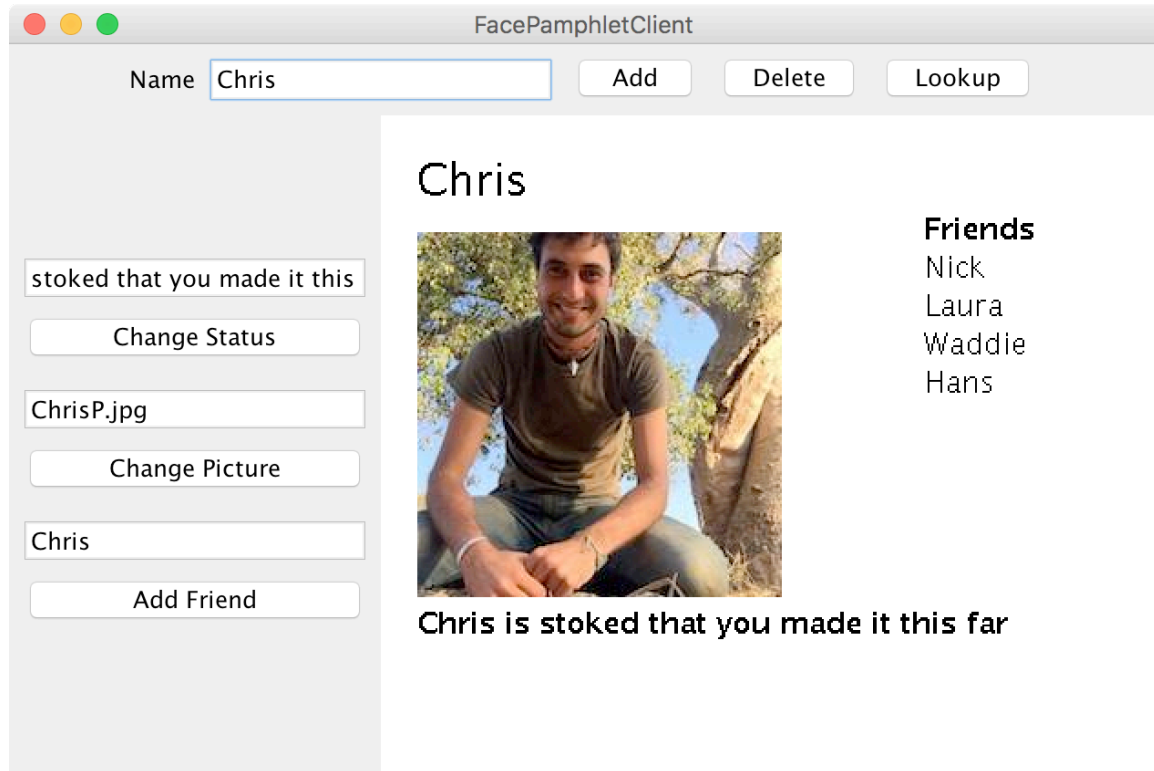 FacePamphletClient
Name Chris Add Delete Lookup
Chris
Friends
Nick
Laura
Waddie
Hans
stoked that you made it this
Change Status
ChrisP.jpg
Change Picture
Chris
Add Friend
Chris is stoked that you made it this far